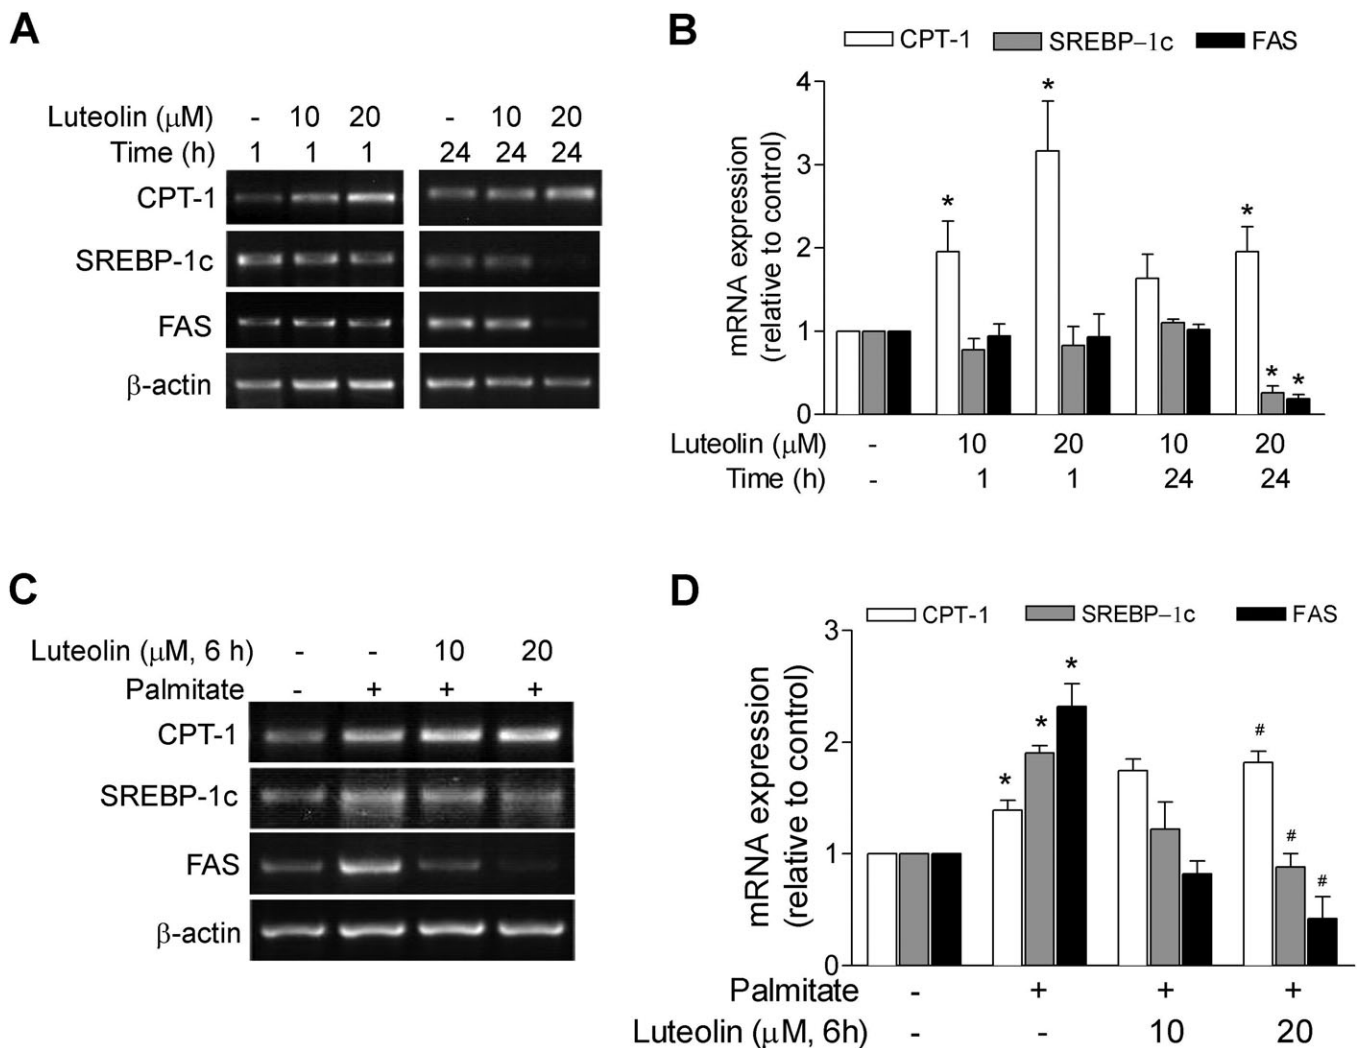 A
Luteolin (μM) - 10 20 - 10 20
Time (h) 1 1 1 24 24 24
CPT-1
SREBP-1c
FAS
β-actin
B
CPT-1 SREBP–1c FAS
mRNA expression
(relative to control)
4
3
2
1
0
* * * * *
Luteolin (μM) - 10 20 10 20
Time (h) - 1 1 24 24
C
Luteolin (μM, 6 h) - - 10 20
Palmitate - + + +
CPT-1
SREBP-1c
FAS
β-actin
D
CPT-1 SREBP–1c FAS
mRNA expression
(relative to control)
3
2
1
0
* * * # # #
Palmitate - + + +
Luteolin (μM, 6h) - - 10 20